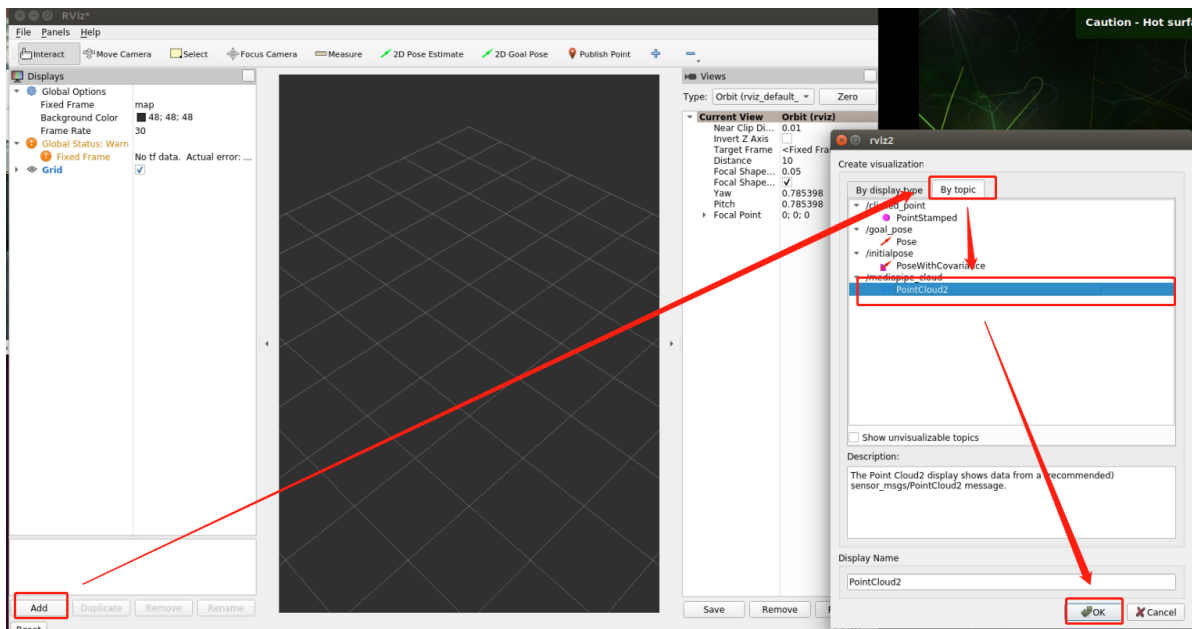 RViz*
File Panels Help
Interact Move Camera Select Focus Camera Measure 2D Pose Estimate 2D Goal Pose Publish Point
Caution - Hot surf
Displays
Global Options
Fixed Frame map
Background Color 48; 48; 48
Frame Rate 30
Global Status: Warn
Fixed Frame No tf data. Actual error: ...
Grid
Add Duplicate Remove Rename
Reset
Views
Type: Orbit (rviz_default_ Zero
Current View Orbit (rviz)
Near Clip Di... 0.01
Invert Z Axis
Target Frame <Fixed Fra
Distance 10
Focal Shape... 0.05
Focal Shape...
Yaw 0.785398
Pitch 0.785398
Focal Point 0; 0; 0
Save Remove
rviz2
Create visualization
By display type By topic
/clicked_point
PointStamped
/goal_pose
Pose
/initialpose
PoseWithCovariance
/mediapipe_cloud
PointCloud2
Show unvisualizable topics
Description:
The Point Cloud2 display shows data from a (recommended)
sensor_msgs/PointCloud2 message.
Display Name
PointCloud2
OK Cancel